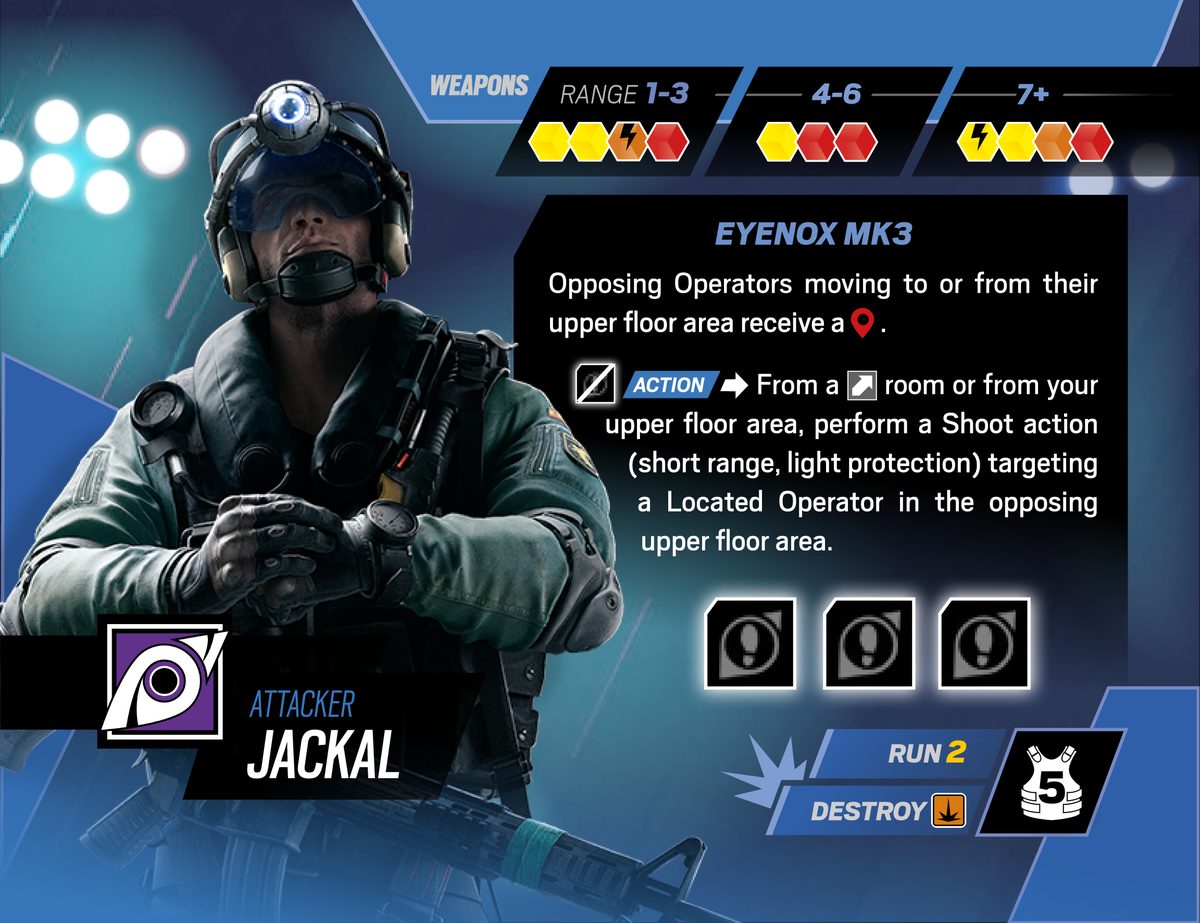 WEAPONS
RANGE 1-3
4-6
7+
EYENOX MK3
Opposing Operators moving to or from their
upper floor area receive a .
ACTION From a room or from your
upper floor area, perform a Shoot action
(short range, light protection) targeting
a Located Operator in the opposing
upper floor area.
ATTACKER
JACKAL
RUN 2
DESTROY
5